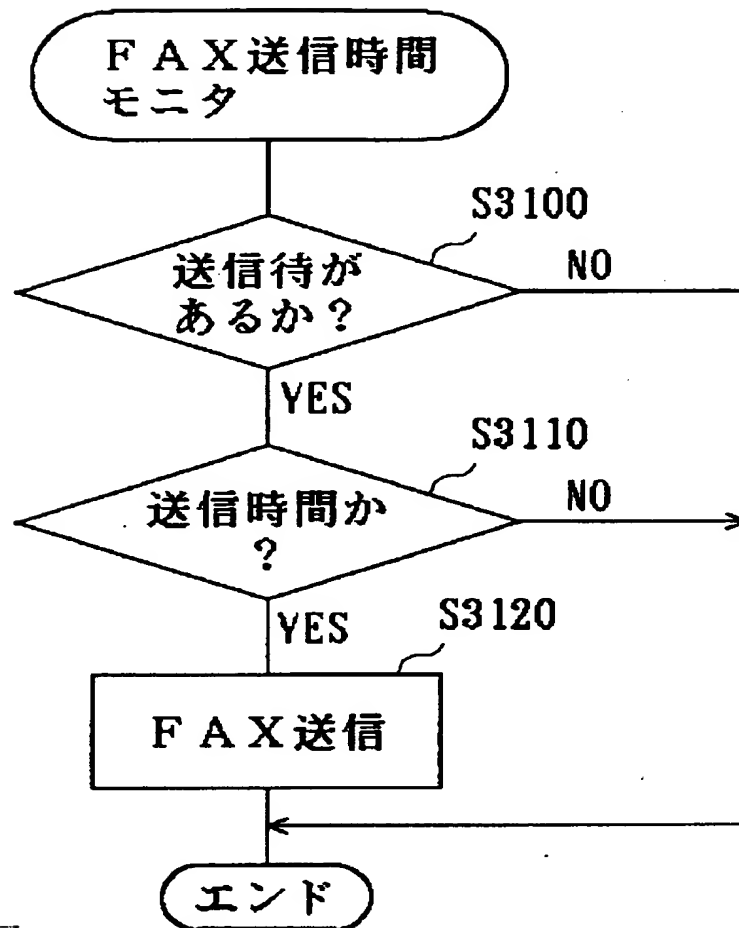 ＦＡＸ送信時間
モニタ
S3100
送信待が
あるか？
NO
YES
S3110
送信時間か
？
NO
YES
S3120
ＦＡＸ送信
エンド